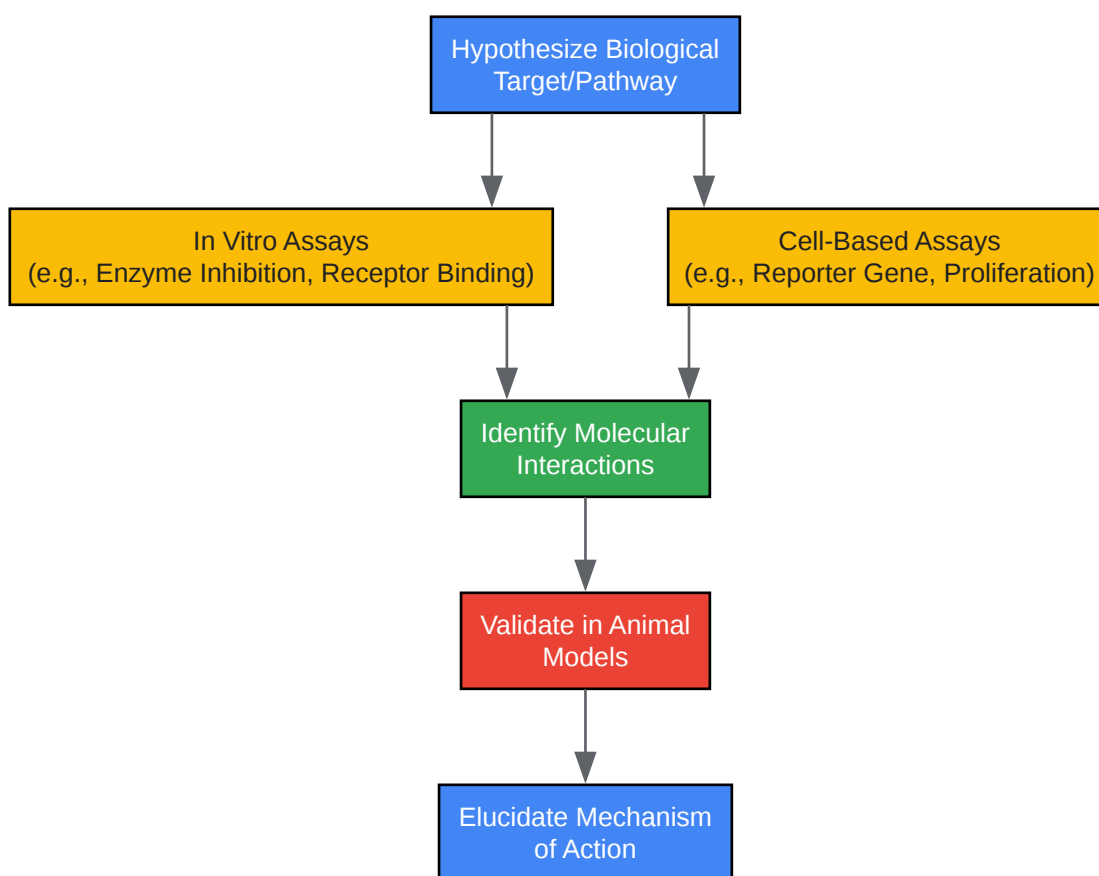 Hypothesize Biological
Target/Pathway
In Vitro Assays
(e.g., Enzyme Inhibition, Receptor Binding)
Cell-Based Assays
(e.g., Reporter Gene, Proliferation)
Identify Molecular
Interactions
Validate in Animal
Models
Elucidate Mechanism
of Action